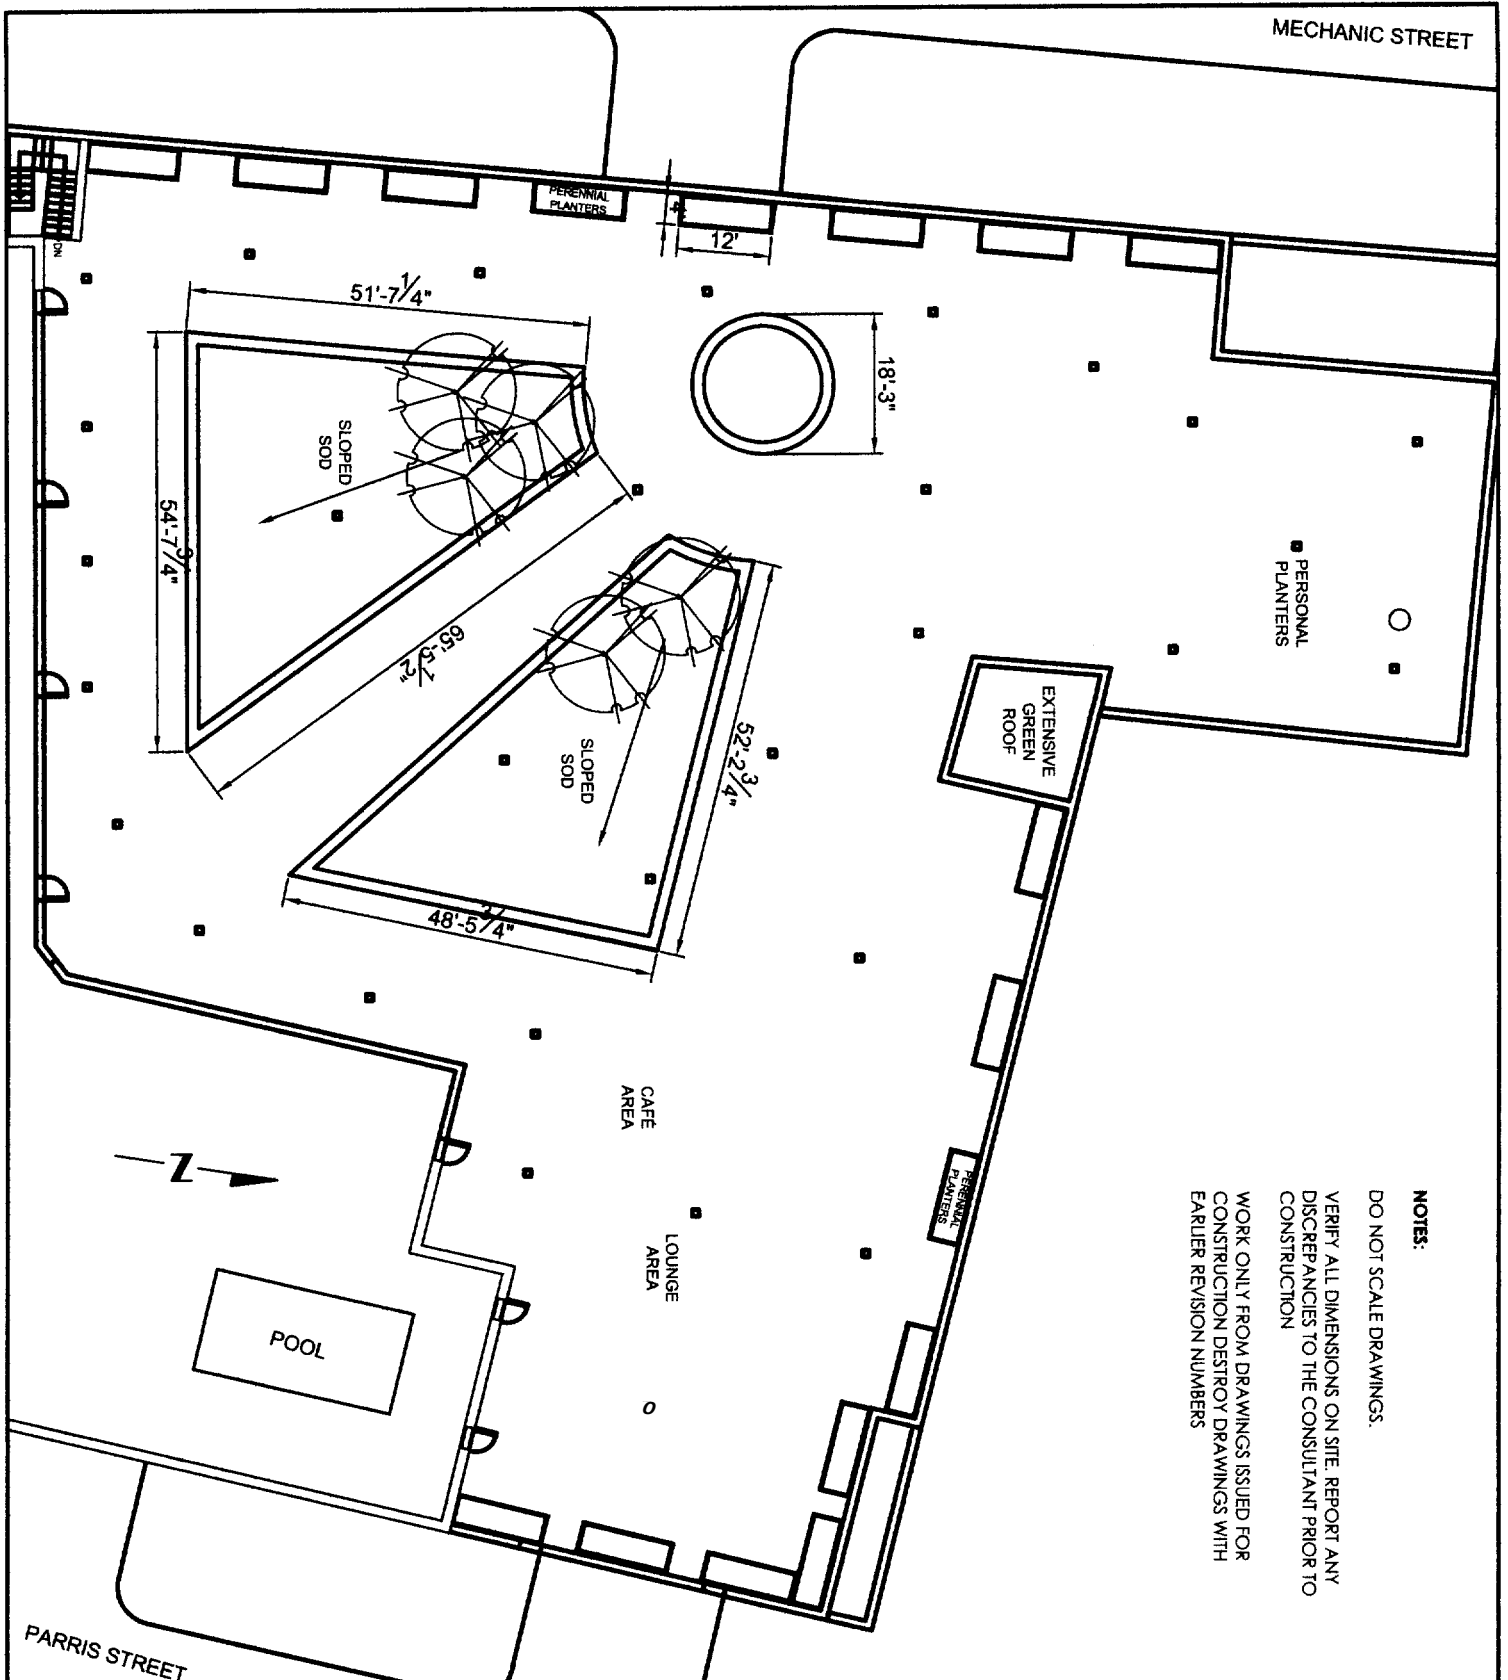 MECHANIC STREET
PERENNIAL
PLANTERS
4'
12'
DN
51'-7 1/4"
18'-3"
SLOPED
SOD
54'-7 3/4"
65'-5 1/2"
PERSONAL
PLANTERS
EXTENSIVE
GREEN
ROOF
52'-2 3/4"
SLOPED
SOD
48'-5 3/4"
CAFÉ
AREA
PERENNIAL
PLANTERS
LOUNGE
AREA
N
POOL
O
PARRIS STREET
NOTES:
DO NOT SCALE DRAWINGS.
VERIFY ALL DIMENSIONS ON SITE. REPORT ANY
DISCREPANCIES TO THE CONSULTANT PRIOR TO
CONSTRUCTION
WORK ONLY FROM DRAWINGS ISSUED FOR
CONSTRUCTION DESTROY DRAWINGS WITH
EARLIER REVISION NUMBERS